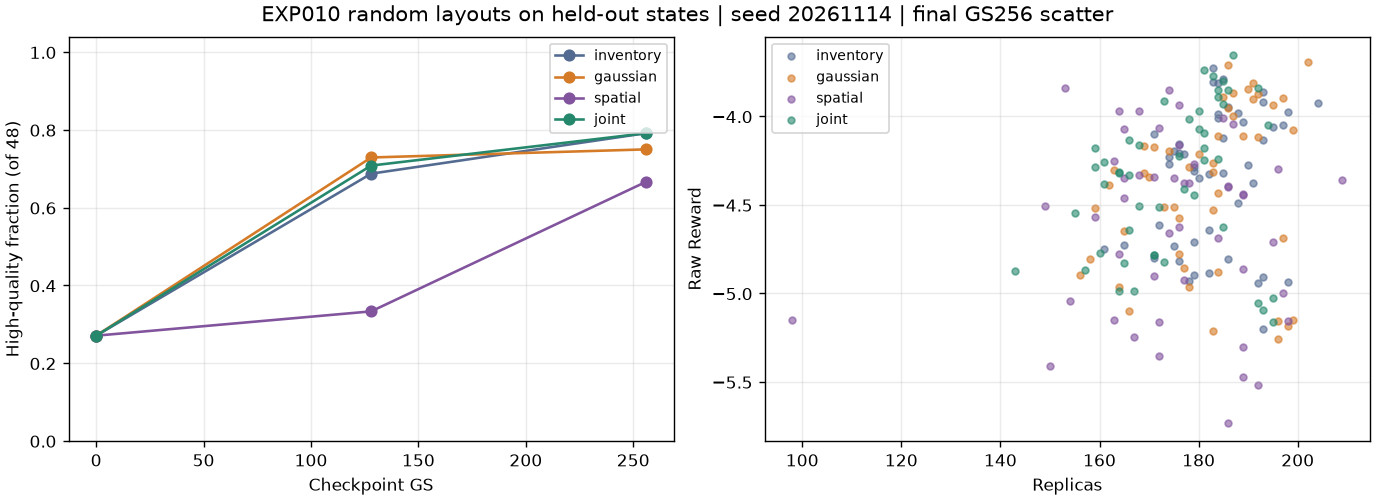 EXP010 random layouts on held-out states | seed 20261114 | final GS256 scatter
High-quality fraction (of 48)
1.0
0.8
0.6
0.4
0.2
0.0
inventory
gaussian
spatial
joint
0 50 100 150 200 250
Checkpoint GS
Raw Reward
−4.0
−4.5
−5.0
−5.5
inventory
gaussian
spatial
joint
100 120 140 160 180 200
Replicas